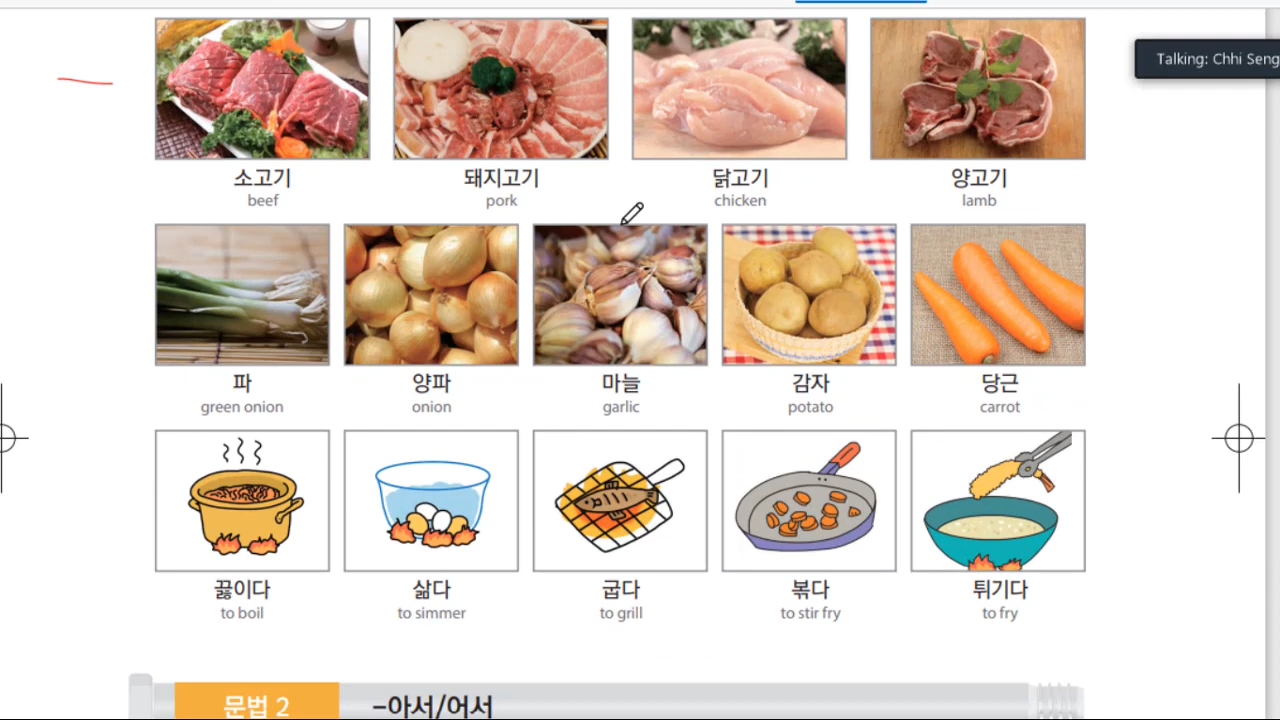 Talking: Chhi Seng
소고기 돼지고기 닭고기 양고기
beef pork chicken lamb
파 양파 마늘 감자 당근
green onion onion garlic potato carrot
끓이다 삶다 굽다 볶다 튀기다
to boil to simmer to grill to stir fry to fry
문법 2 –아서/어서